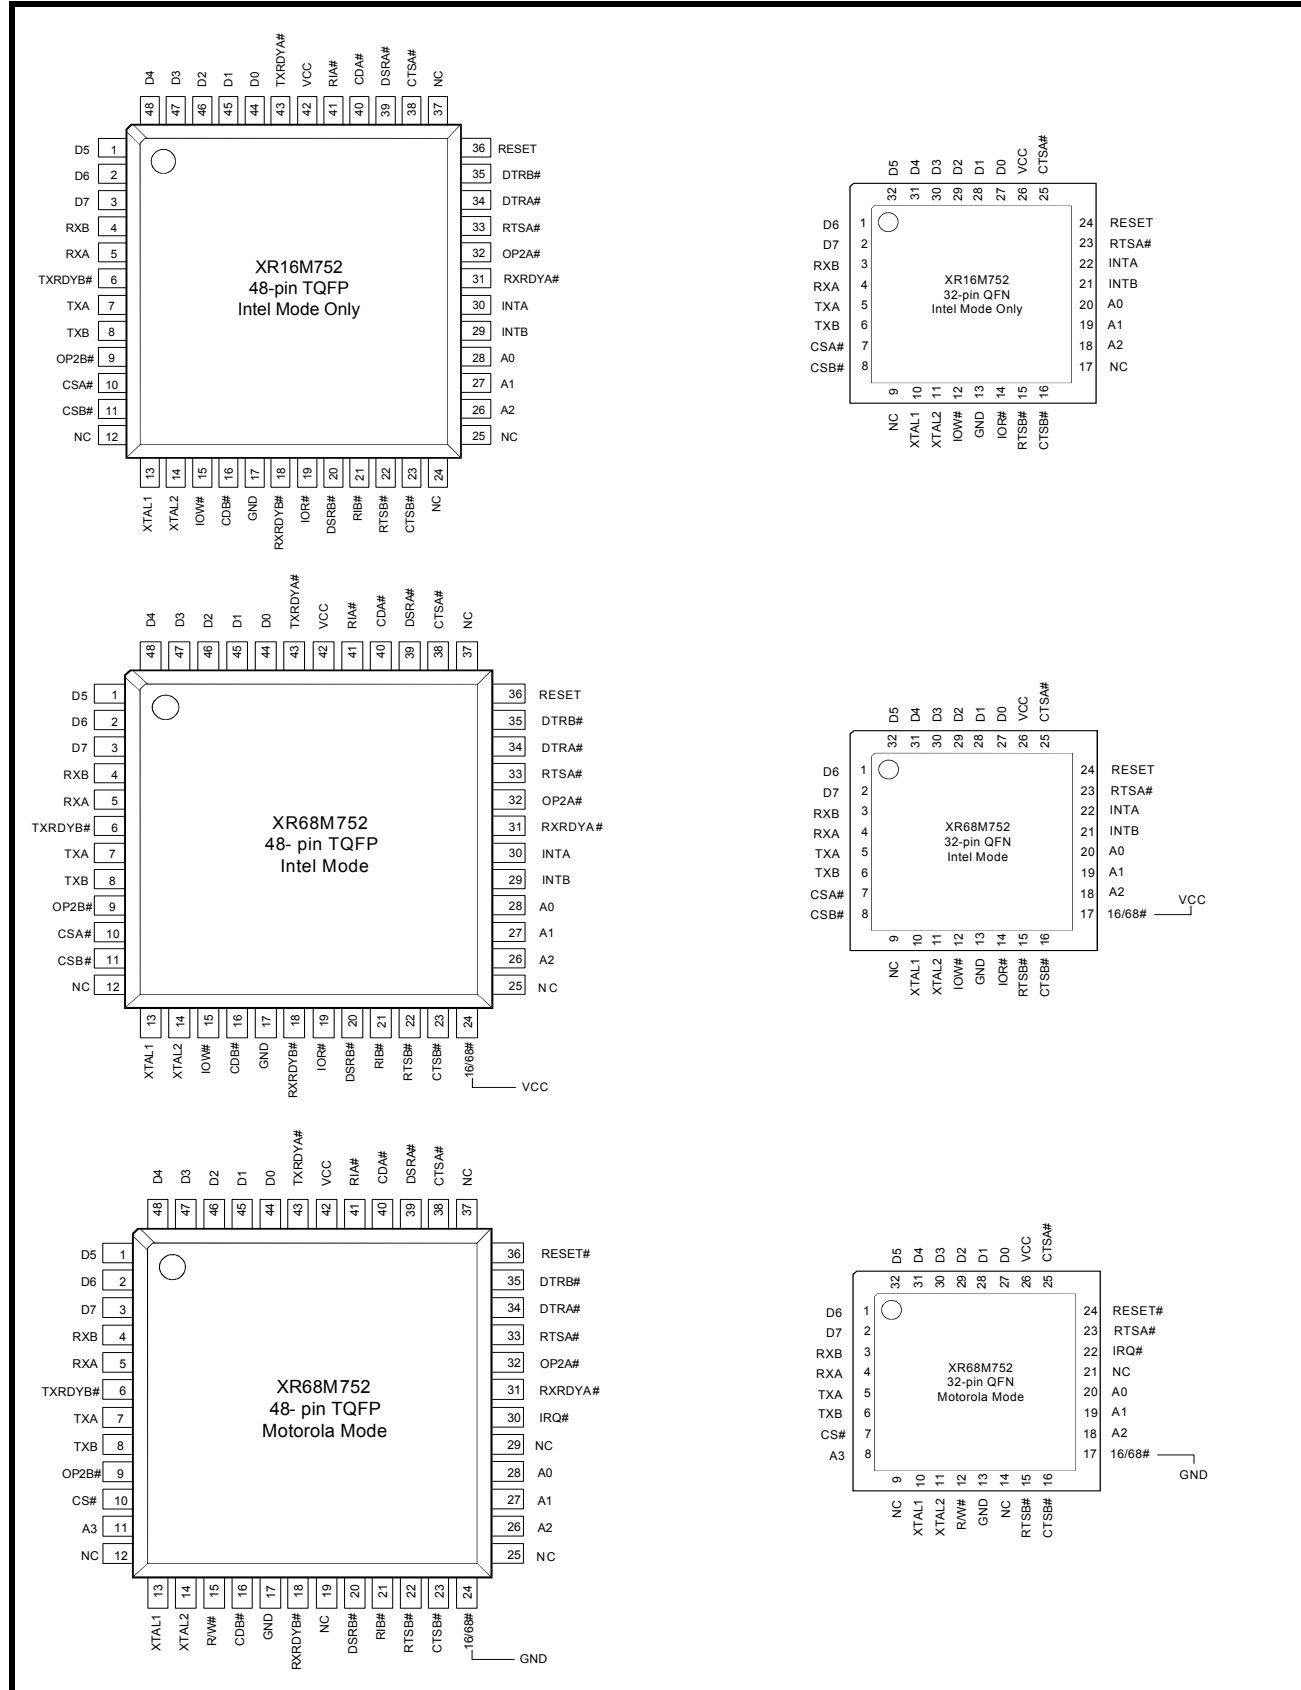 D4 D3 D2 D1 D0 TXRDYA# VCC RIA# CDA# DSRA# CTSA# NC
48 47 46 45 44 43 42 41 40 39 38 37
D5 1
D6 2
D7 3
RXB 4
RXA 5
TXRDYB# 6
TXA 7
TXB 8
OP2B# 9
CSA# 10
CSB# 11
NC 12
XR16M752
48-pin TQFP
Intel Mode Only
36 RESET
35 DTRB#
34 DTRA#
33 RTSA#
32 OP2A#
31 RXRDYA#
30 INTA
29 INTB
28 A0
27 A1
26 A2
25 NC
13 14 15 16 17 18 19 20 21 22 23 24
XTAL1 XTAL2 IOW# CDB# GND RXRDYB# IOR# DSRB# RIB# RTSB# CTSB# NC
D5 D4 D3 D2 D1 D0 VCC CTSA#
32 31 30 29 28 27 26 25
D6 1
D7 2
RXB 3
RXA 4
TXA 5
TXB 6
CSA# 7
CSB# 8
XR16M752
32-pin QFN
Intel Mode Only
24 RESET
23 RTSA#
22 INTA
21 INTB
20 A0
19 A1
18 A2
17 NC
9 10 11 12 13 14 15 16
NC XTAL1 XTAL2 IOW# GND IOR# RTSB# CTSB#
D4 D3 D2 D1 D0 TXRDYA# VCC RIA# CDA# DSRA# CTSA# NC
48 47 46 45 44 43 42 41 40 39 38 37
D5 1
D6 2
D7 3
RXB 4
RXA 5
TXRDYB# 6
TXA 7
TXB 8
OP2B# 9
CSA# 10
CSB# 11
NC 12
XR68M752
48- pin TQFP
Intel Mode
36 RESET
35 DTRB#
34 DTRA#
33 RTSA#
32 OP2A#
31 RXRDYA#
30 INTA
29 INTB
28 A0
27 A1
26 A2
25 NC
13 14 15 16 17 18 19 20 21 22 23 24
XTAL1 XTAL2 IOW# CDB# GND RXRDYB# IOR# DSRB# RIB# RTSB# CTSB# 16/68#
VCC
D5 D4 D3 D2 D1 D0 VCC CTSA#
32 31 30 29 28 27 26 25
D6 1
D7 2
RXB 3
RXA 4
TXA 5
TXB 6
CSA# 7
CSB# 8
XR68M752
32-pin QFN
Intel Mode
24 RESET
23 RTSA#
22 INTA
21 INTB
20 A0
19 A1
18 A2
17 16/68#
VCC
9 10 11 12 13 14 15 16
NC XTAL1 XTAL2 IOW# GND IOR# RTSB# CTSB#
D4 D3 D2 D1 D0 TXRDYA# VCC RIA# CDA# DSRA# CTSA# NC
48 47 46 45 44 43 42 41 40 39 38 37
D5 1
D6 2
D7 3
RXB 4
RXA 5
TXRDYB# 6
TXA 7
TXB 8
OP2B# 9
CS# 10
A3 11
NC 12
XR68M752
48- pin TQFP
Motorola Mode
36 RESET#
35 DTRB#
34 DTRA#
33 RTSA#
32 OP2A#
31 RXRDYA#
30 IRQ#
29 NC
28 A0
27 A1
26 A2
25 NC
13 14 15 16 17 18 19 20 21 22 23 24
XTAL1 XTAL2 R/W# CDB# GND RXRDYB# NC DSRB# RIB# RTSB# CTSB# 16/68#
GND
D5 D4 D3 D2 D1 D0 VCC CTSA#
32 31 30 29 28 27 26 25
D6 1
D7 2
RXB 3
RXA 4
TXA 5
TXB 6
CS# 7
A3 8
XR68M752
32-pin QFN
Motorola Mode
24 RESET#
23 RTSA#
22 IRQ#
21 NC
20 A0
19 A1
18 A2
17 16/68#
GND
9 10 11 12 13 14 15 16
NC XTAL1 XTAL2 R/W# GND NC RTSB# CTSB#